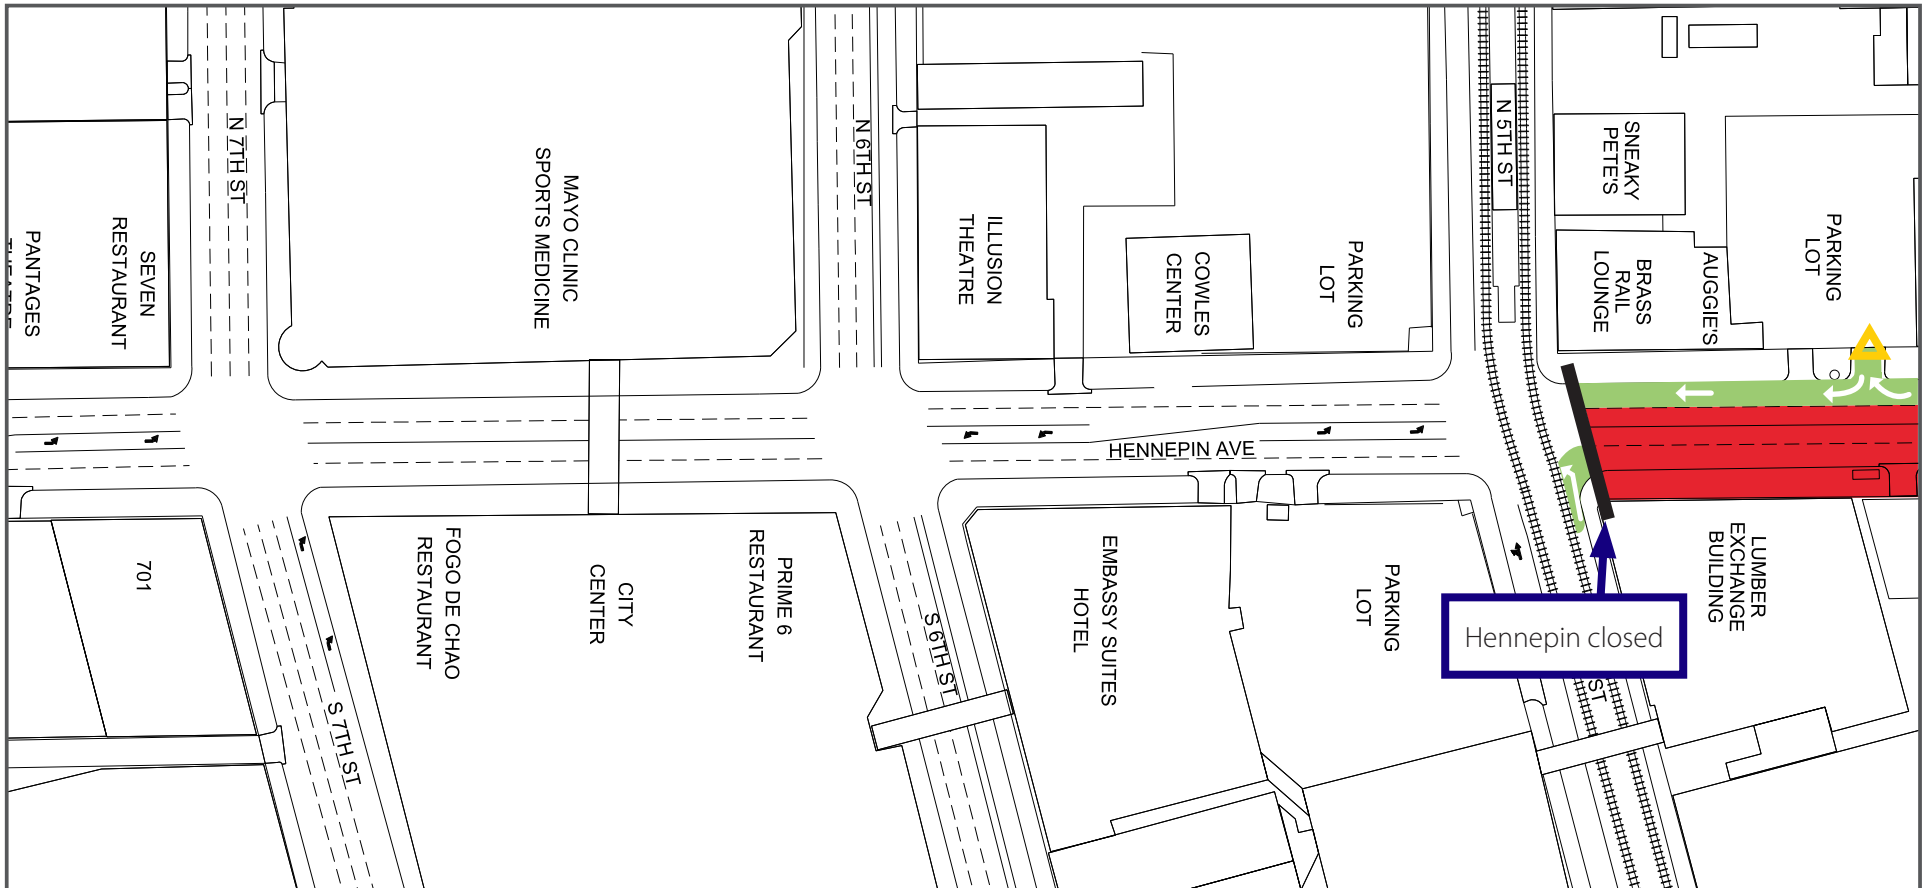 N 7TH ST
N 6TH ST
N 5TH ST
SNEAKY
PETE'S
MAYO CLINIC
SPORTS MEDICINE
SEVEN
RESTAURANT
PANTAGES
ILLUSION
THEATRE
COWLES
CENTER
PARKING
LOT
BRASS
RAIL
LOUNGE
AUGGIE'S
PARKING
LOT
HENNEPIN AVE
701
FOGO DE CHAO
RESTAURANT
CITY
CENTER
PRIME 6
RESTAURANT
EMBASSY SUITES
HOTEL
PARKING
LOT
LUMBER
EXCHANGE
BUILDING
Hennepin closed
S 7TH ST
S 6TH ST
ST